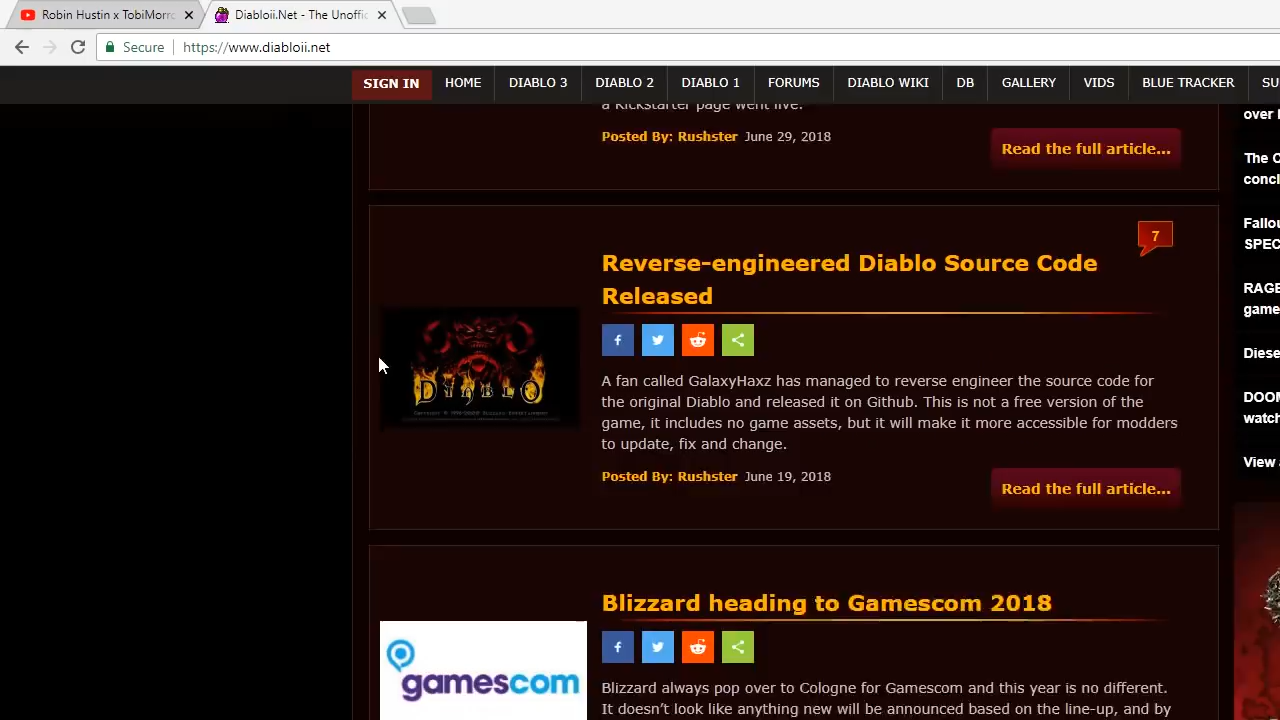 Robin Hustin x TobiMorro
Diabloii.Net - The Unoffic
Secure https://www.diabloii.net
SIGN IN HOME DIABLO 3 DIABLO 2 DIABLO 1 FORUMS DIABLO WIKI DB GALLERY VIDS BLUE TRACKER SU
a Kickstarter page went live.
Posted By: Rushster June 29, 2018
Read the full article...
7
Reverse-engineered Diablo Source Code
Released
DIABLO
A fan called GalaxyHaxz has managed to reverse engineer the source code for
the original Diablo and released it on Github. This is not a free version of the
game, it includes no game assets, but it will make it more accessible for modders
to update, fix and change.
Posted By: Rushster June 19, 2018
Read the full article...
Blizzard heading to Gamescom 2018
gamescom
Blizzard always pop over to Cologne for Gamescom and this year is no different.
It doesn't look like anything new will be announced based on the line-up, and by
over
The
concl
Fallou
SPEC
RAGE
game
Diese
DOOM
watch
View